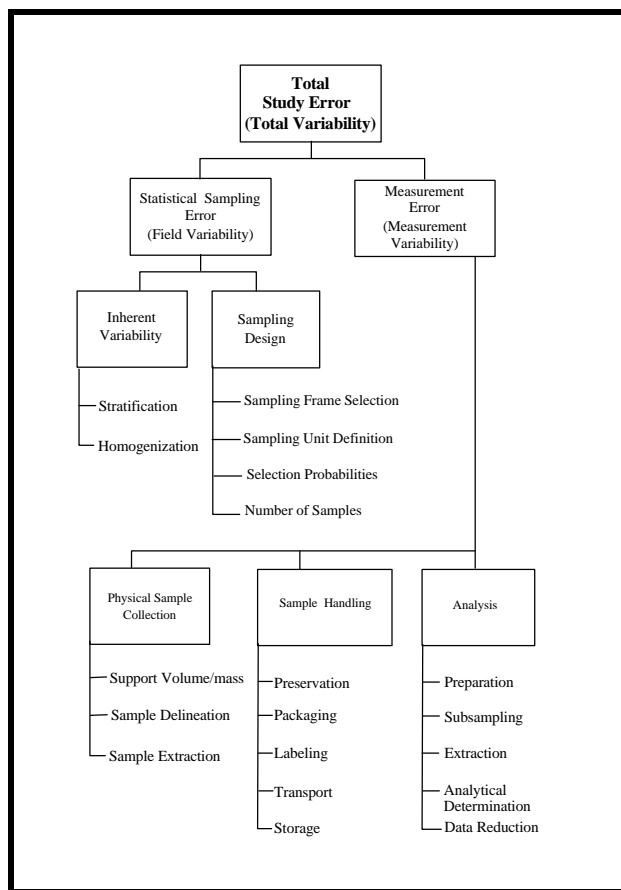 Total
Study Error
(Total Variability)
Statistical Sampling
Error
(Field Variability)
Measurement
Error
(Measurement
Variability)
Inherent
Variability
Sampling
Design
Stratification
Homogenization
Sampling Frame Selection
Sampling Unit Definition
Selection Probabilities
Number of Samples
Physical Sample
Collection
Sample Handling
Analysis
Support Volume/mass
Sample Delineation
Sample Extraction
Preservation
Packaging
Labeling
Transport
Storage
Preparation
Subsampling
Extraction
Analytical
Determination
Data Reduction